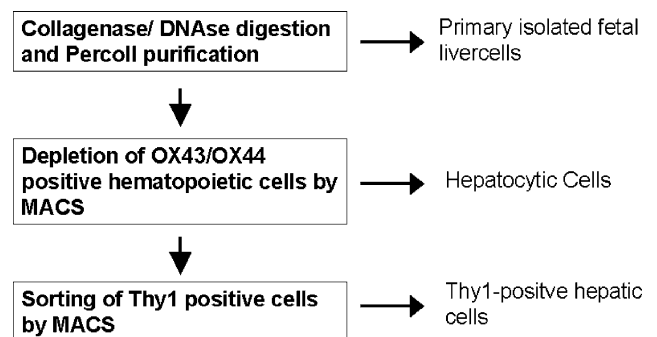 Collagenase/ DNAse digestion
and Percoll purification
Primary isolated fetal
livercells
Depletion of OX43/OX44
positive hematopoietic cells by
MACS
Hepatocytic Cells
Sorting of Thy1 positive cells
by MACS
Thy1-positve hepatic
cells